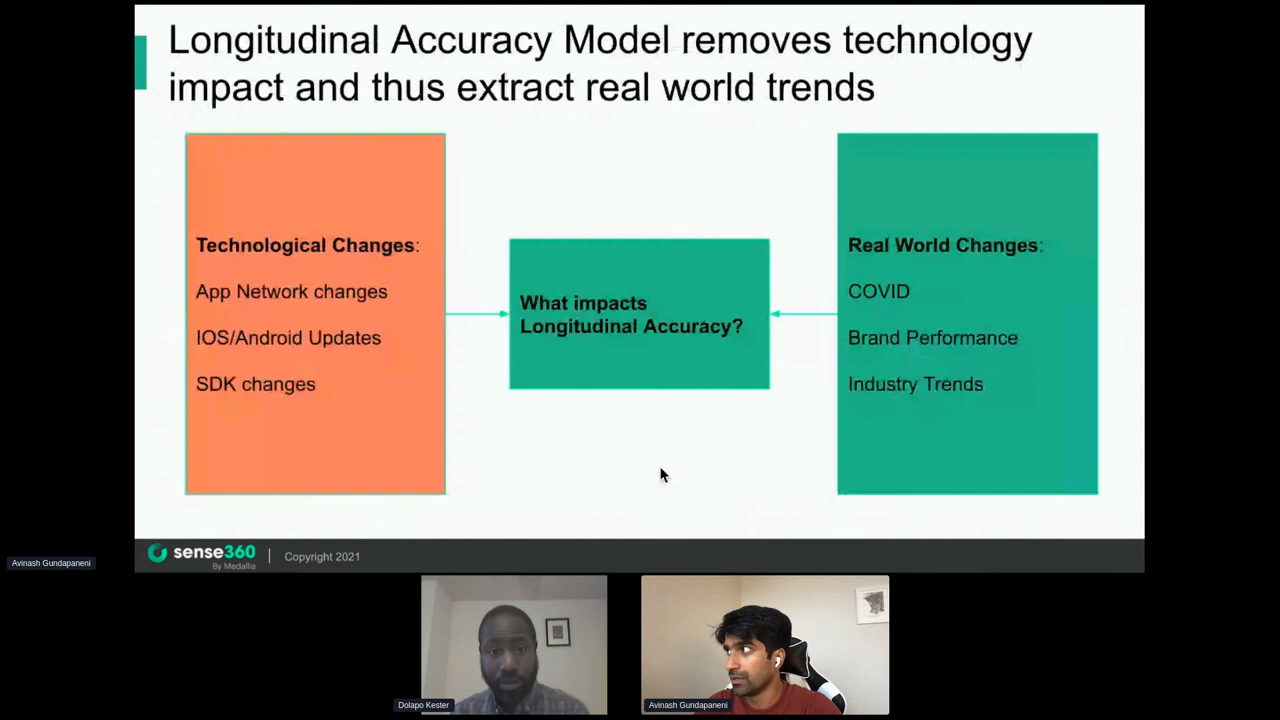 Longitudinal Accuracy Model removes technology
impact and thus extract real world trends
Technological Changes:
App Network changes
IOS/Android Updates
SDK changes
What impacts
Longitudinal Accuracy?
Real World Changes:
COVID
Brand Performance
Industry Trends
sense360
By Medallia
Copyright 2021
Avinash Gundapaneni
Dolapo Kester
Avinash Gundapaneni